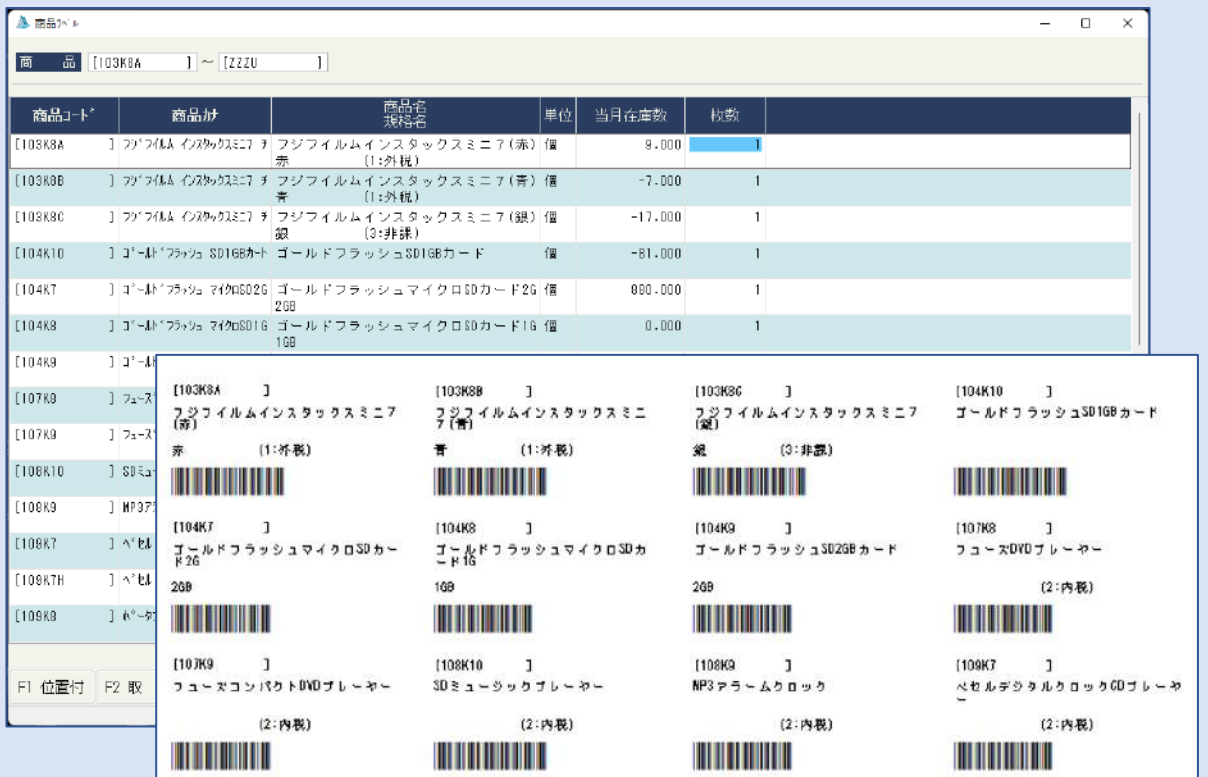 商品ﾗﾍﾞﾙ
商　品 [103K8A ] ～ [ZZZU ]
商品ｺｰﾄﾞ 商品ｶﾅ 商品名 単位 当月在庫数 枚数
規格名
[103K8A ] ﾌｼﾞﾌｲﾙﾑ ｲﾝｽﾀｯｸｽﾐﾆ7 ﾁ フジフイルムインスタックスミニ７(赤) 個 9.000 1
赤 (1:外税)
[103K8B ] ﾌｼﾞﾌｲﾙﾑ ｲﾝｽﾀｯｸｽﾐﾆ7 ﾁ フジフイルムインスタックスミニ７(青) 個 -7.000 1
青 (1:外税)
[103K8C ] ﾌｼﾞﾌｲﾙﾑ ｲﾝｽﾀｯｸｽﾐﾆ7 ﾁ フジフイルムインスタックスミニ７(銀) 個 -17.000 1
銀 (3:非課)
[104K10 ] ｺﾞｰﾙﾄﾞﾌﾗｯｼｭ SD1GBｶｰﾄ ゴールドフラッシュSD1GBカード 個 -81.000 1
[104K7 ] ｺﾞｰﾙﾄﾞﾌﾗｯｼｭ ﾏｲｸﾛSD2G ゴールドフラッシュマイクロSDカード2G 個 1
2GB
[104K8 ] ｺﾞｰﾙﾄﾞﾌﾗｯｼｭ ﾏｲｸﾛSD1G ゴールドフラッシュマイクロSDカード1G 個 0.000 1
1GB
[104K9 ]
[107K8 ] ﾌｭｰｽﾞ
[107K9 ] ﾌｭｰｽﾞ
[108K10 ] SDﾐｭｰ
[108K9 ] MP3ｱﾗ
[109K7 ] ﾍﾞｾﾙ
[109K7H ] ﾍﾞｾﾙ
[109K8 ] ﾎﾟｰﾀﾌﾞ
F1 位置付 F2 取
[103K8A ] [103K8B ] [103K8C ] [104K10 ]
フジフイルムインスタックスミニ７ フジフイルムインスタックスミニ フジフイルムインスタックスミニ７ ゴールドフラッシュSD1GBカード
(赤) ７(青) (銀)
赤 (1:外税) 青 (1:外税) 銀 (3:非課)
[104K7 ] [104K8 ] [104K9 ] [107K8 ]
ゴールドフラッシュマイクロSDカー ゴールドフラッシュマイクロSDカ ゴールドフラッシュSD2GBカード フューズDVDプレーヤー
ド2G ード1G
2GB 1GB 2GB (2:内税)
[107K9 ] [108K10 ] [108K9 ] [109K7 ]
フューズコンパクトDVDプレーヤー SDミュージックプレーヤー MP3アラームクロック ベセルデジタルクロックCDプレーヤ
ー
(2:内税) (2:内税) (2:内税) (2:内税)